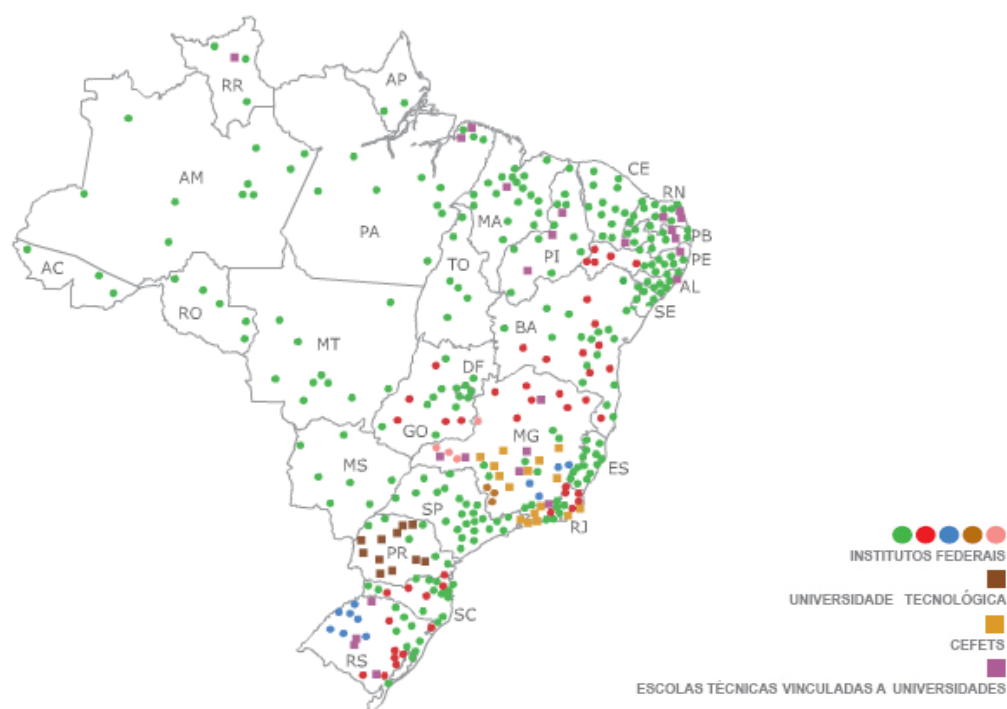 RR
AP
AM
PA
MA
CE
RN
PB
PE
AL
SE
PI
TO
AC
RO
BA
MT
DF
GO
MG
ES
MS
SP
RJ
PR
SC
RS
INSTITUTOS FEDERAIS
UNIVERSIDADE TECNOLÓGICA
CEFETS
ESCOLAS TÉCNICAS VINCULADAS A UNIVERSIDADES